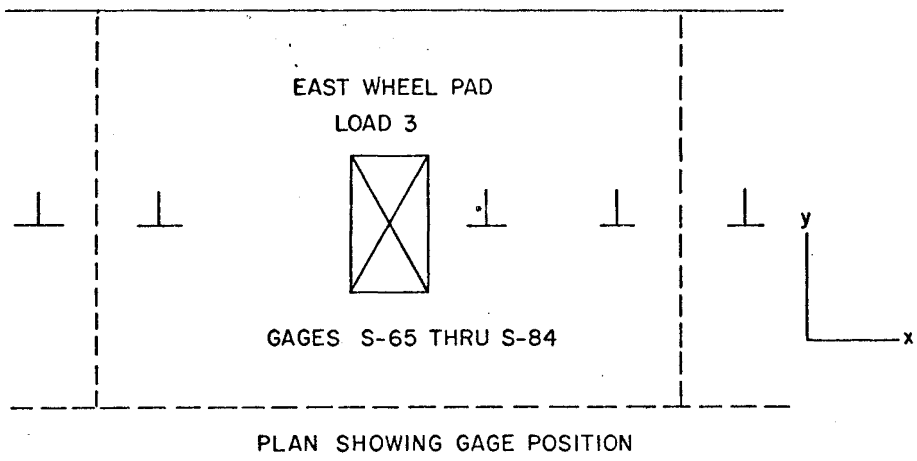 EAST WHEEL PAD
LOAD 3
y
x
GAGES S-65 THRU S-84
PLAN SHOWING GAGE POSITION